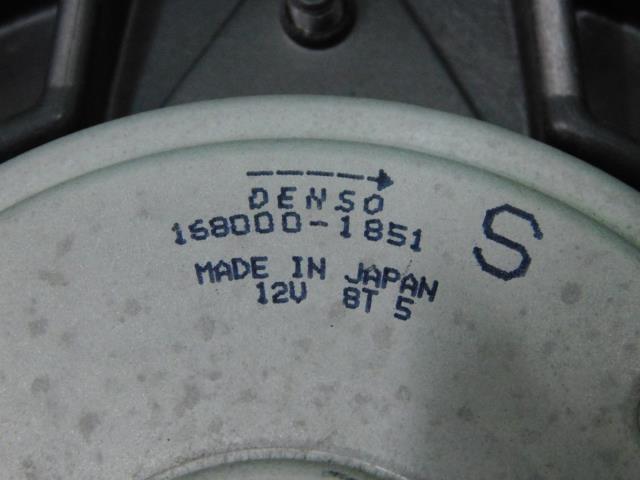 DENSO
168000-1851
S
MADE IN JAPAN
12V 8T 5